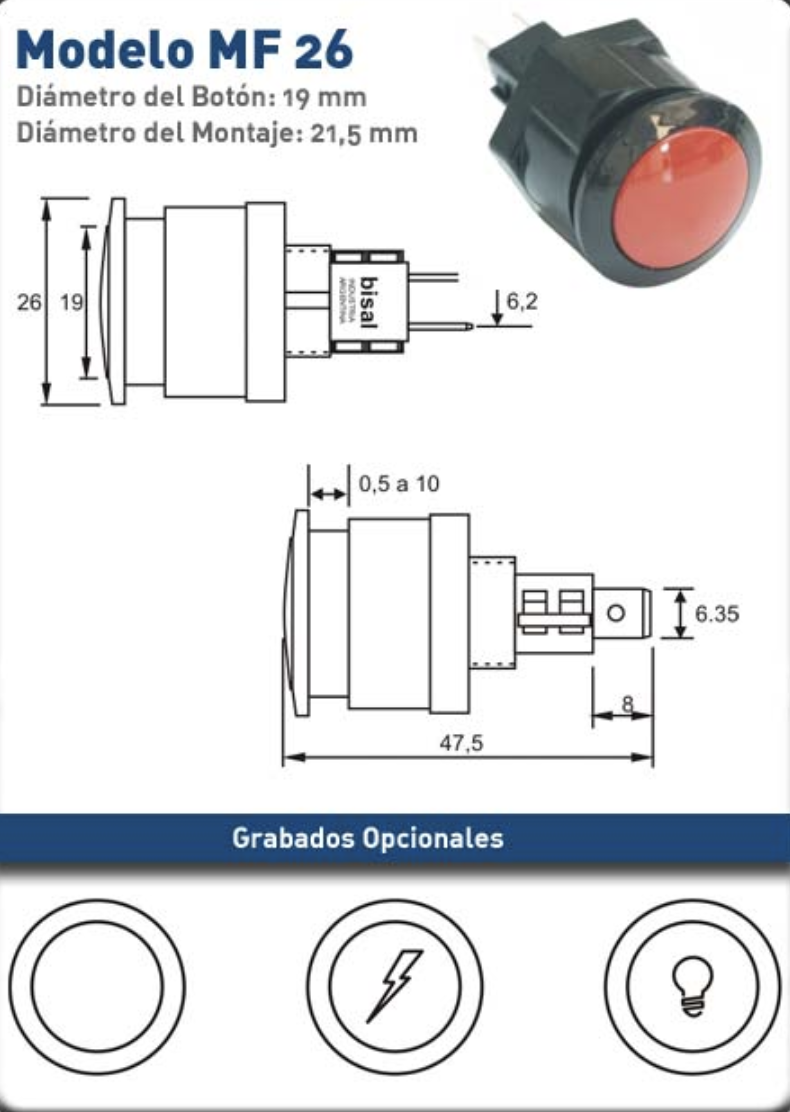 Modelo MF 26
Diámetro del Botón: 19 mm
Diámetro del Montaje: 21,5 mm
26
19
bisal
INDUSTRIA
ARGENTINA
6,2
0,5 a 10
6.35
8
47,5
Grabados Opcionales